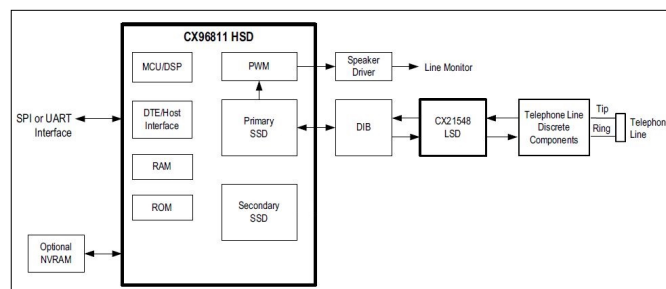 CX96811 HSD
MCU/DSP
PWM
Speaker
Driver
Line Monitor
SPI or UART
Interface
DTE/Host
Interface
Primary
SSD
DIB
CX21548
LSD
Telephone Line
Discrete
Components
Tip
Ring
Telephone
Line
RAM
ROM
Secondary
SSD
Optional
NVRAM